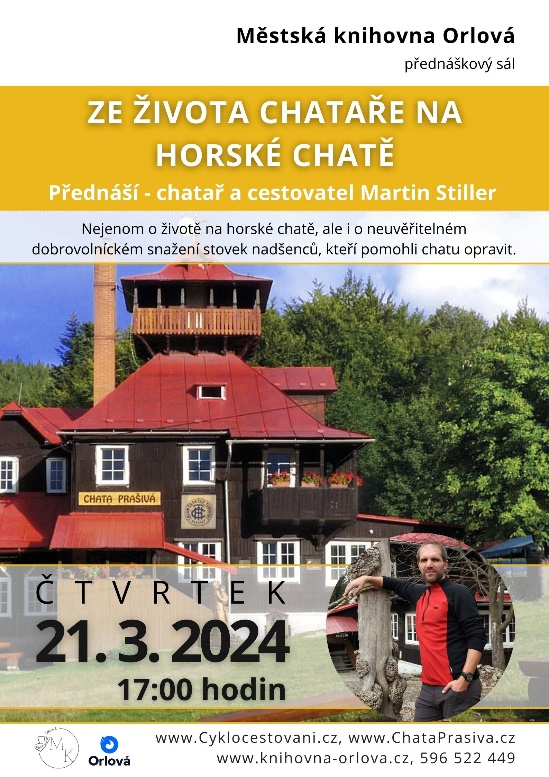 Městská knihovna Orlová
přednáškový sál
ZE ŽIVOTA CHATAŘE NA
HORSKÉ CHATĚ
Přednáší - chatař a cestovatel Martin Stiller
Nejenom o životě na horské chatě, ale i o neuvěřitelném
dobrovolníckém snažení stovek nadšenců, kteří pomohli chatu opravit.
CHATA PRAŠIVÁ
ČTVRTEK
21. 3. 2024
17:00 hodin
www.Cyklocestovani.cz, www.ChataPrasiva.cz
MK
Orlová
www.knihovna-orlova.cz, 596 522 449